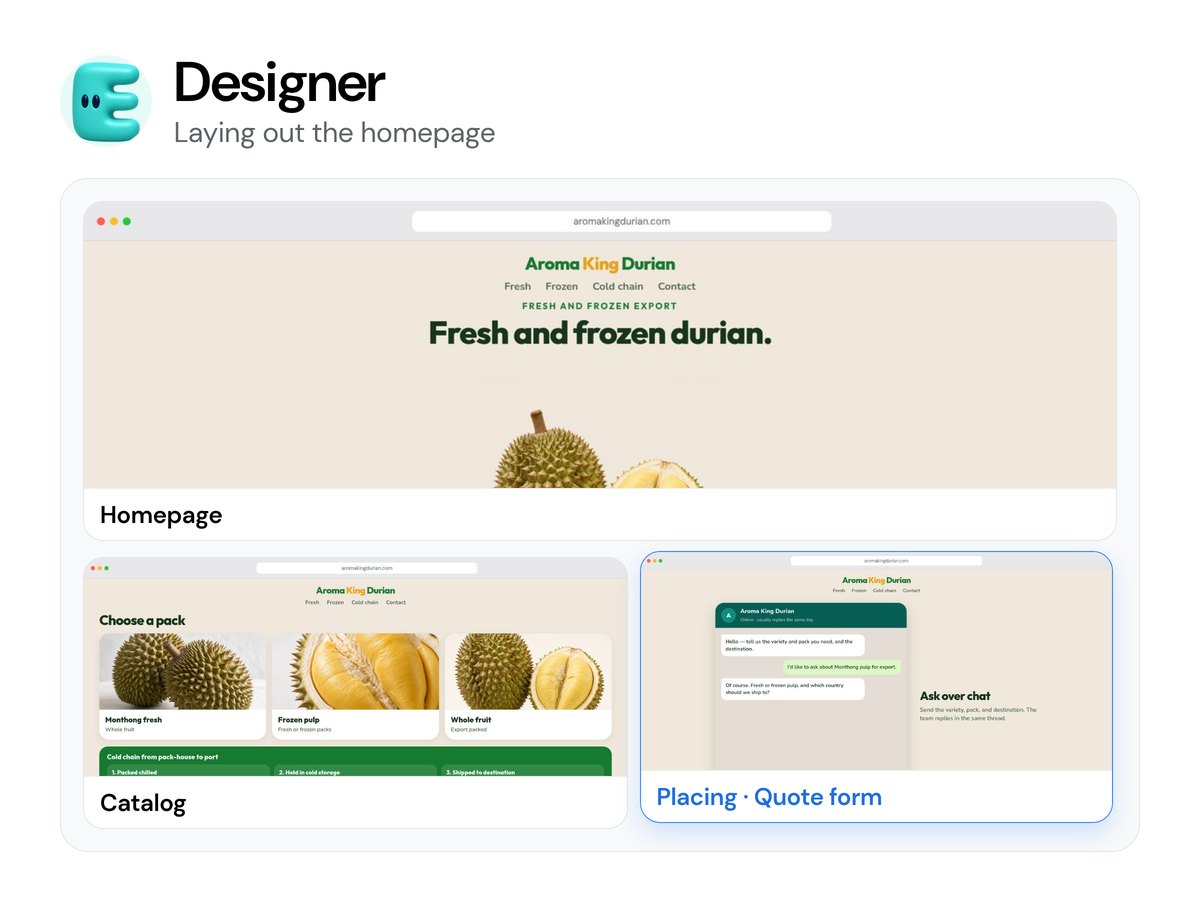 Designer
Laying out the homepage
aromakingdurian.com
Aroma King Durian
Fresh Frozen Cold chain Contact
FRESH AND FROZEN EXPORT
Fresh and frozen durian.
Homepage
aromakingdurian.com
Aroma King Durian
Fresh Frozen Cold chain Contact
Choose a pack
Monthong fresh
Whole fruit
Frozen pulp
Fresh or frozen packs
Whole fruit
Export packed
Cold chain from pack-house to port
1. Packed chilled
2. Held in cold storage
3. Shipped to destination
Catalog
aromakingdurian.com
Aroma King Durian
Fresh Frozen Cold chain Contact
A
Aroma King Durian
Online · usually replies the same day
Hello — tell us the variety and pack you need, and the
destination.
I'd like to ask about Monthong pulp for export.
Of course. Fresh or frozen pulp, and which country
should we ship to?
Ask over chat
Send the variety, pack, and destination. The
team replies in the same thread.
Placing · Quote form